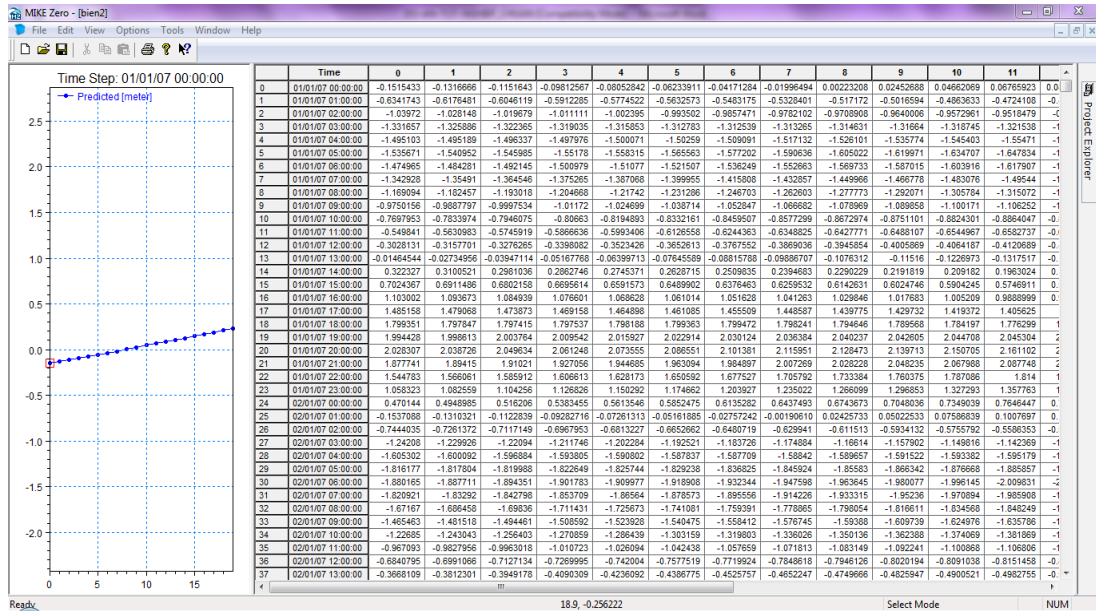 MIKE Zero - [bien2]
File Edit View Options Tools Window Help
Time Step: 01/01/07 00:00:00
Predicted [meter]
2.5
2.0
1.5
1.0
0.5
0.0
-0.5
-1.0
-1.5
-2.0
0 5 10 15
Time 0 1 2 3 4 5 6 7 8 9 10 11
0 01/01/07 00:00:00 -0.1515433 -0.1316666 -0.1151643 -0.09812567 -0.08052842 -0.06233911 -0.04171284 -0.01996494 0.00223208 0.02452688 0.04662069 0.06765923
1 01/01/07 01:00:00 -0.6341743 -0.6176481 -0.6046119 -0.5912285 -0.5774522 -0.5632573 -0.5483175 -0.5328401 -0.517172 -0.5016594 -0.4863633 -0.4724108
2 01/01/07 02:00:00 -1.03972 -1.028148 -1.019679 -1.011111 -1.002395 -0.993502 -0.9857471 -0.9782102 -0.9708908 -0.9640006 -0.9572961 -0.9518479
3 01/01/07 03:00:00 -1.331657 -1.325886 -1.322365 -1.319035 -1.315853 -1.312783 -1.312539 -1.313265 -1.314631 -1.31664 -1.318745 -1.321538
4 01/01/07 04:00:00 -1.495103 -1.495189 -1.496337 -1.497976 -1.500071 -1.50259 -1.509091 -1.517132 -1.526101 -1.535774 -1.545403 -1.55471
5 01/01/07 05:00:00 -1.535671 -1.540952 -1.545985 -1.55178 -1.558315 -1.565563 -1.577202 -1.590636 -1.605022 -1.619971 -1.634707 -1.647834
6 01/01/07 06:00:00 -1.474965 -1.484281 -1.492145 -1.500979 -1.51077 -1.521507 -1.536249 -1.552663 -1.569733 -1.587015 -1.603916 -1.617907
7 01/01/07 07:00:00 -1.342928 -1.35491 -1.364546 -1.375265 -1.387068 -1.399955 -1.415808 -1.432857 -1.449966 -1.466778 -1.483076 -1.49544
8 01/01/07 08:00:00 -1.169094 -1.182457 -1.193018 -1.204668 -1.21742 -1.231286 -1.246703 -1.262603 -1.277773 -1.292071 -1.305784 -1.315072
9 01/01/07 09:00:00 -0.9750156 -0.9887797 -0.9997534 -1.01172 -1.024699 -1.038714 -1.052847 -1.066682 -1.078969 -1.089858 -1.100171 -1.106252
10 01/01/07 10:00:00 -0.7697953 -0.7833974 -0.7946075 -0.80663 -0.8194893 -0.8332161 -0.8459507 -0.8577299 -0.8672974 -0.8751101 -0.8824301 -0.8864047
11 01/01/07 11:00:00 -0.549841 -0.5630983 -0.5745919 -0.5866636 -0.5993406 -0.6126558 -0.6244363 -0.6348825 -0.6427771 -0.6488107 -0.6544967 -0.6582737
12 01/01/07 12:00:00 -0.3028131 -0.3157701 -0.3276265 -0.3398082 -0.3523426 -0.3652613 -0.3767552 -0.3869036 -0.3945854 -0.4005869 -0.4064187 -0.4120689
13 01/01/07 13:00:00 -0.01464544 -0.02734956 -0.03947114 -0.05167768 -0.06399713 -0.07645589 -0.08815788 -0.09886707 -0.1076312 -0.11516 -0.1226973 -0.1317517
14 01/01/07 14:00:00 0.322327 0.3100521 0.2981036 0.2862746 0.2745371 0.2628715 0.2509835 0.2394683 0.2290229 0.2191819 0.209182 0.1963024
15 01/01/07 15:00:00 0.7024367 0.6911486 0.6802158 0.6695614 0.6591573 0.6489902 0.6376463 0.6259532 0.6142631 0.6024746 0.5904245 0.5746911
16 01/01/07 16:00:00 1.103002 1.093673 1.084939 1.076601 1.068628 1.061014 1.051628 1.041263 1.029846 1.017683 1.005209 0.9888999
17 01/01/07 17:00:00 1.485158 1.479068 1.473873 1.469158 1.464898 1.461085 1.455509 1.448587 1.439775 1.429732 1.419372 1.405625
18 01/01/07 18:00:00 1.799351 1.797847 1.797415 1.797537 1.798188 1.799363 1.799472 1.798241 1.794646 1.789568 1.784197 1.776299
19 01/01/07 19:00:00 1.994428 1.998613 2.003542 2.009542 2.015927 2.022914 2.030124 2.036384 2.040237 2.042605 2.044708 2.045304
20 01/01/07 20:00:00 2.028307 2.038726 2.049634 2.061248 2.073555 2.086551 2.101381 2.115951 2.128473 2.139713 2.150705 2.161102
21 01/01/07 21:00:00 1.877741 1.89415 1.91021 1.927056 1.944685 1.963094 1.984897 2.007269 2.028228 2.048235 2.067988 2.087748
22 01/01/07 22:00:00 1.544783 1.566061 1.585912 1.606613 1.628173 1.650592 1.677527 1.705792 1.733384 1.760375 1.787086 1.814
23 01/01/07 23:00:00 1.058323 1.082559 1.104256 1.126826 1.150292 1.174662 1.203927 1.235022 1.266099 1.296853 1.327293 1.357763
24 02/01/07 00:00:00 0.470144 0.4948985 0.516206 0.5383455 0.5613546 0.5852475 0.6135282 0.6437493 0.6743673 0.7048036 0.7349039 0.7646447
25 02/01/07 01:00:00 -0.1537088 -0.1310321 -0.1122839 -0.09282716 -0.07261313 -0.05161885 -0.02757242 -0.00190610 0.02425733 0.05022533 0.07586839 0.1007697
26 02/01/07 02:00:00 -0.7444035 -0.7261372 -0.7117149 -0.6967953 -0.6813227 -0.6652662 -0.6480719 -0.629941 -0.611513 -0.5934132 -0.5755792 -0.5586353
27 02/01/07 03:00:00 -1.24208 -1.229926 -1.22094 -1.211746 -1.202284 -1.192521 -1.183726 -1.174884 -1.16614 -1.157902 -1.149816 -1.142369
28 02/01/07 04:00:00 -1.605302 -1.600092 -1.596884 -1.593805 -1.590802 -1.587837 -1.587709 -1.58842 -1.589657 -1.591522 -1.593382 -1.595179
29 02/01/07 05:00:00 -1.816177 -1.817804 -1.819988 -1.822649 -1.825744 -1.829238 -1.836825 -1.845924 -1.85583 -1.866342 -1.876668 -1.885857
30 02/01/07 06:00:00 -1.880165 -1.887711 -1.894351 -1.901783 -1.909977 -1.918908 -1.932344 -1.947598 -1.963645 -1.980077 -1.996145 -2.009831
31 02/01/07 07:00:00 -1.820921 -1.83292 -1.842798 -1.853709 -1.86564 -1.878573 -1.895556 -1.914226 -1.933315 -1.95236 -1.970894 -1.985908
32 02/01/07 08:00:00 -1.67167 -1.686458 -1.69836 -1.711431 -1.725673 -1.741081 -1.759391 -1.778865 -1.798054 -1.816611 -1.834568 -1.848249
33 02/01/07 09:00:00 -1.465463 -1.481518 -1.494461 -1.508592 -1.523928 -1.540475 -1.558412 -1.576745 -1.59388 -1.609739 -1.624976 -1.635786
34 02/01/07 10:00:00 -1.22685 -1.243043 -1.256403 -1.270859 -1.286439 -1.303159 -1.319803 -1.336026 -1.350136 -1.362388 -1.374069 -1.381869
35 02/01/07 11:00:00 -0.967093 -0.9827956 -0.9963018 -1.010723 -1.026094 -1.042438 -1.057659 -1.071813 -1.083149 -1.092241 -1.100868 -1.106806
36 02/01/07 12:00:00 -0.6840795 -0.6991066 -0.7127134 -0.7269995 -0.742004 -0.7577519 -0.7719924 -0.7848618 -0.7946126 -0.8020194 -0.8091038 -0.8151458
37 02/01/07 13:00:00 -0.3668109 -0.3812301 -0.3949178 -0.4090309 -0.4236092 -0.4386775 -0.4525757 -0.4652247 -0.4749666 -0.4825947 -0.4900521 -0.4982755
Project Explorer
Ready
18.9, -0.256222
Select Mode
NUM